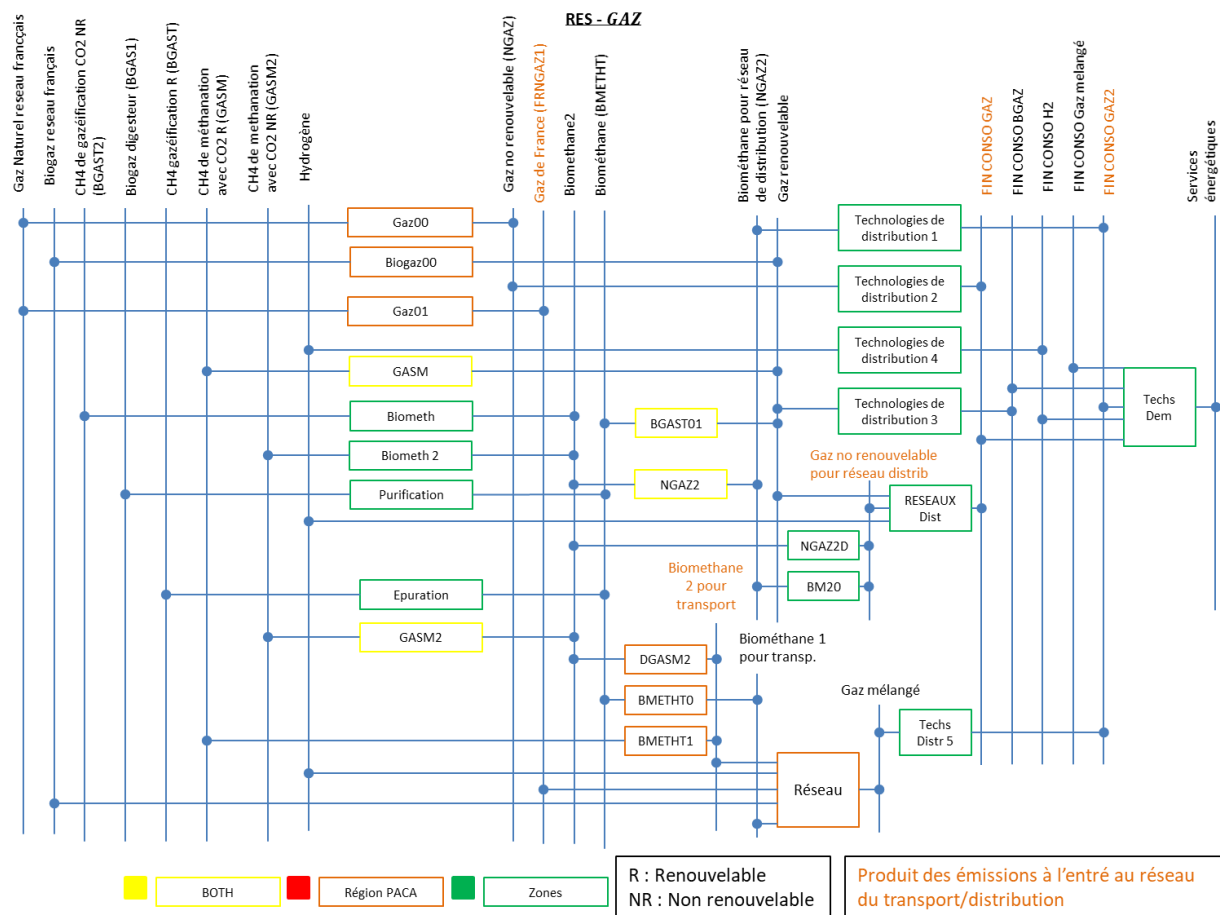 RES - GAZ
Gaz Naturel reseau francçais
Biogaz reseau français
CH4 de gazéification CO2 NR
(BGAST2)
Biogaz digesteur (BGAS1)
CH4 gazéification R (BGAST)
CH4 de méthanation
avec CO2 R (GASM)
CH4 de methanation
avec CO2 NR (GASM2)
Hydrogène
Gaz no renouvelable (NGAZ)
Gaz de France (FRNGAZ1)
Biomethane2
Biométhane (BMETHT)
Biométhane pour réseau
de distribution (NGAZ2)
Gaz renouvelable
FIN CONSO GAZ
FIN CONSO BGAZ
FIN CONSO H2
FIN CONSO Gaz melangé
FIN CONSO GAZ2
Services
énergétiques
Gaz00
Technologies de
distribution 1
Biogaz00
Technologies de
distribution 2
Gaz01
Technologies de
distribution 4
GASM
Technologies de
distribution 3
Techs
Dem
Biometh
BGAST01
Biometh 2
Gaz no renouvelable
pour réseau distrib
NGAZ2
Purification
RESEAUX
Dist
NGAZ2D
Biomethane
2 pour
transport
BM20
Epuration
GASM2
Biométhane 1
pour transp.
DGASM2
Gaz mélangé
BMETHT0
Techs
Distr 5
BMETHT1
Réseau
BOTH
Région PACA
Zones
R : Renouvelable
NR : Non renouvelable
Produit des émissions à l'entré au réseau
du transport/distribution